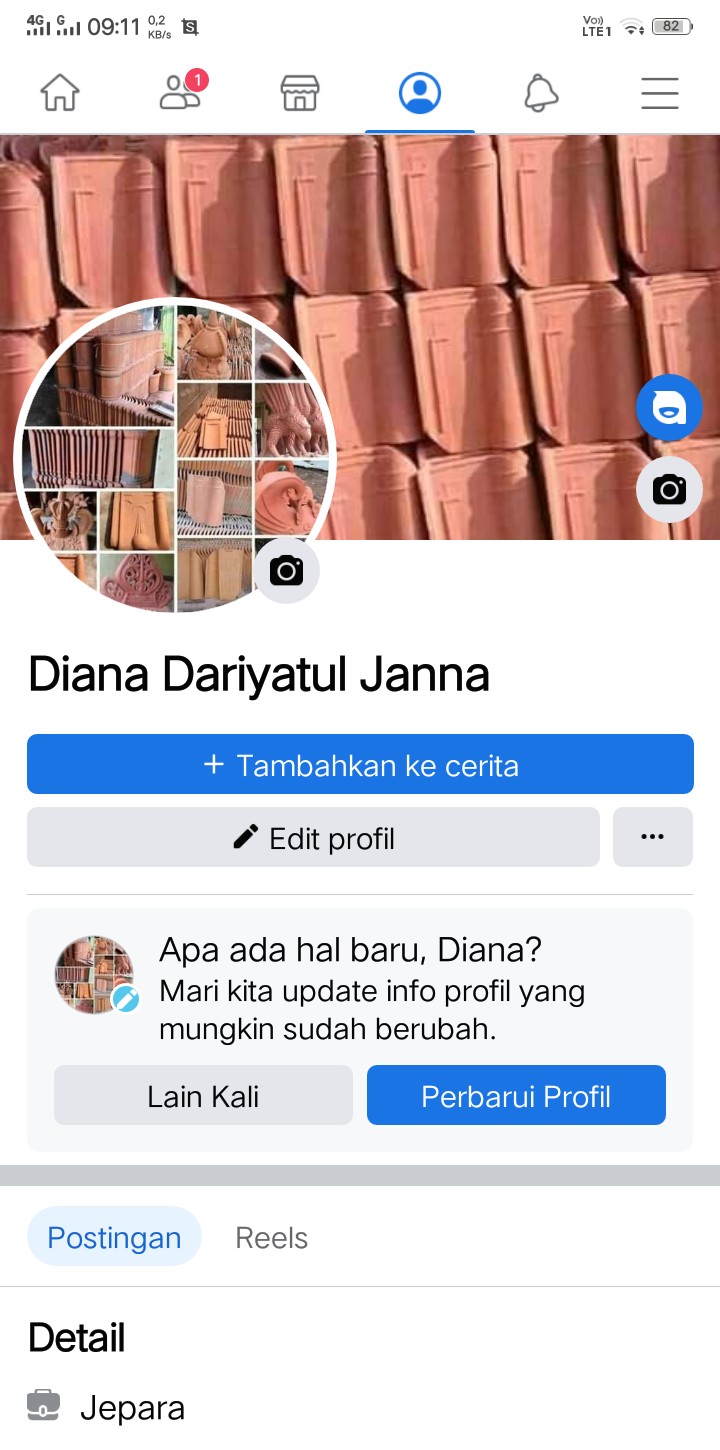 4G G 09:11 0,2 KB/s
Vo)) LTE1 82
1
Diana Dariyatul Janna
+ Tambahkan ke cerita
Edit profil
Apa ada hal baru, Diana?
Mari kita update info profil yang
mungkin sudah berubah.
Lain Kali
Perbarui Profil
Postingan
Reels
Detail
Jepara